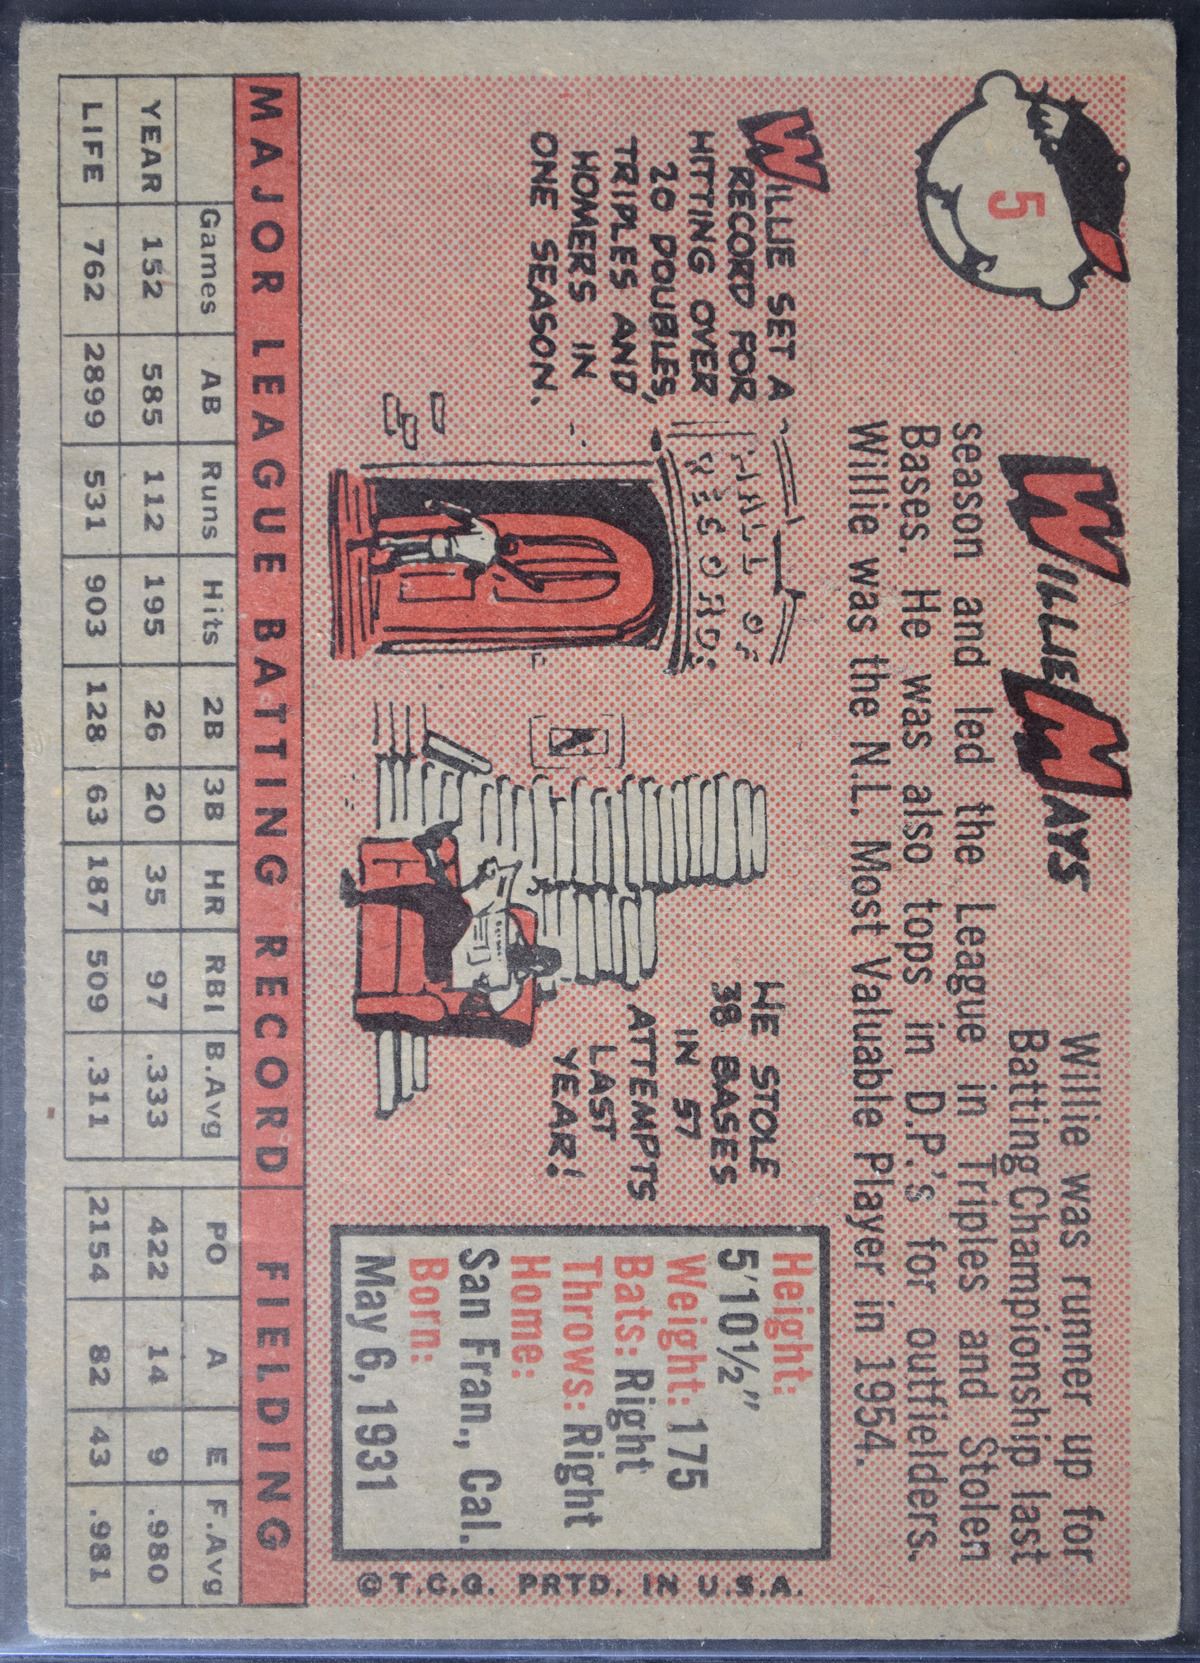 5
WILLIE MAYS
Willie was runner up for
Batting Championship last
season and led the League in Triples and Stolen
Bases. He was also tops in D.P.'s for outfielders.
Willie was the N.L. Most Valuable Player in 1954.
WILLIE SET A
RECORD FOR
HITTING OVER
20 DOUBLES,
TRIPLES AND
HOMERS IN
ONE SEASON.
HALL OF
RECORDS
HE STOLE
38 BASES
IN 57
ATTEMPTS
LAST
YEAR!
Height:
5'10½"
Weight: 175
Bats: Right
Throws: Right
Home:
San Fran., Cal.
Born:
May 6, 1931
©T.C.G. PRTD. IN U.S.A.
MAJOR LEAGUE BATTING RECORD FIELDING
Games AB Runs Hits 2B 3B HR RBI B.Avg PO A E F.Avg
YEAR 152 585 112 195 26 20 35 97 .333 422 14 9 .980
LIFE 762 2899 531 903 128 63 187 509 .311 2154 82 43 .981